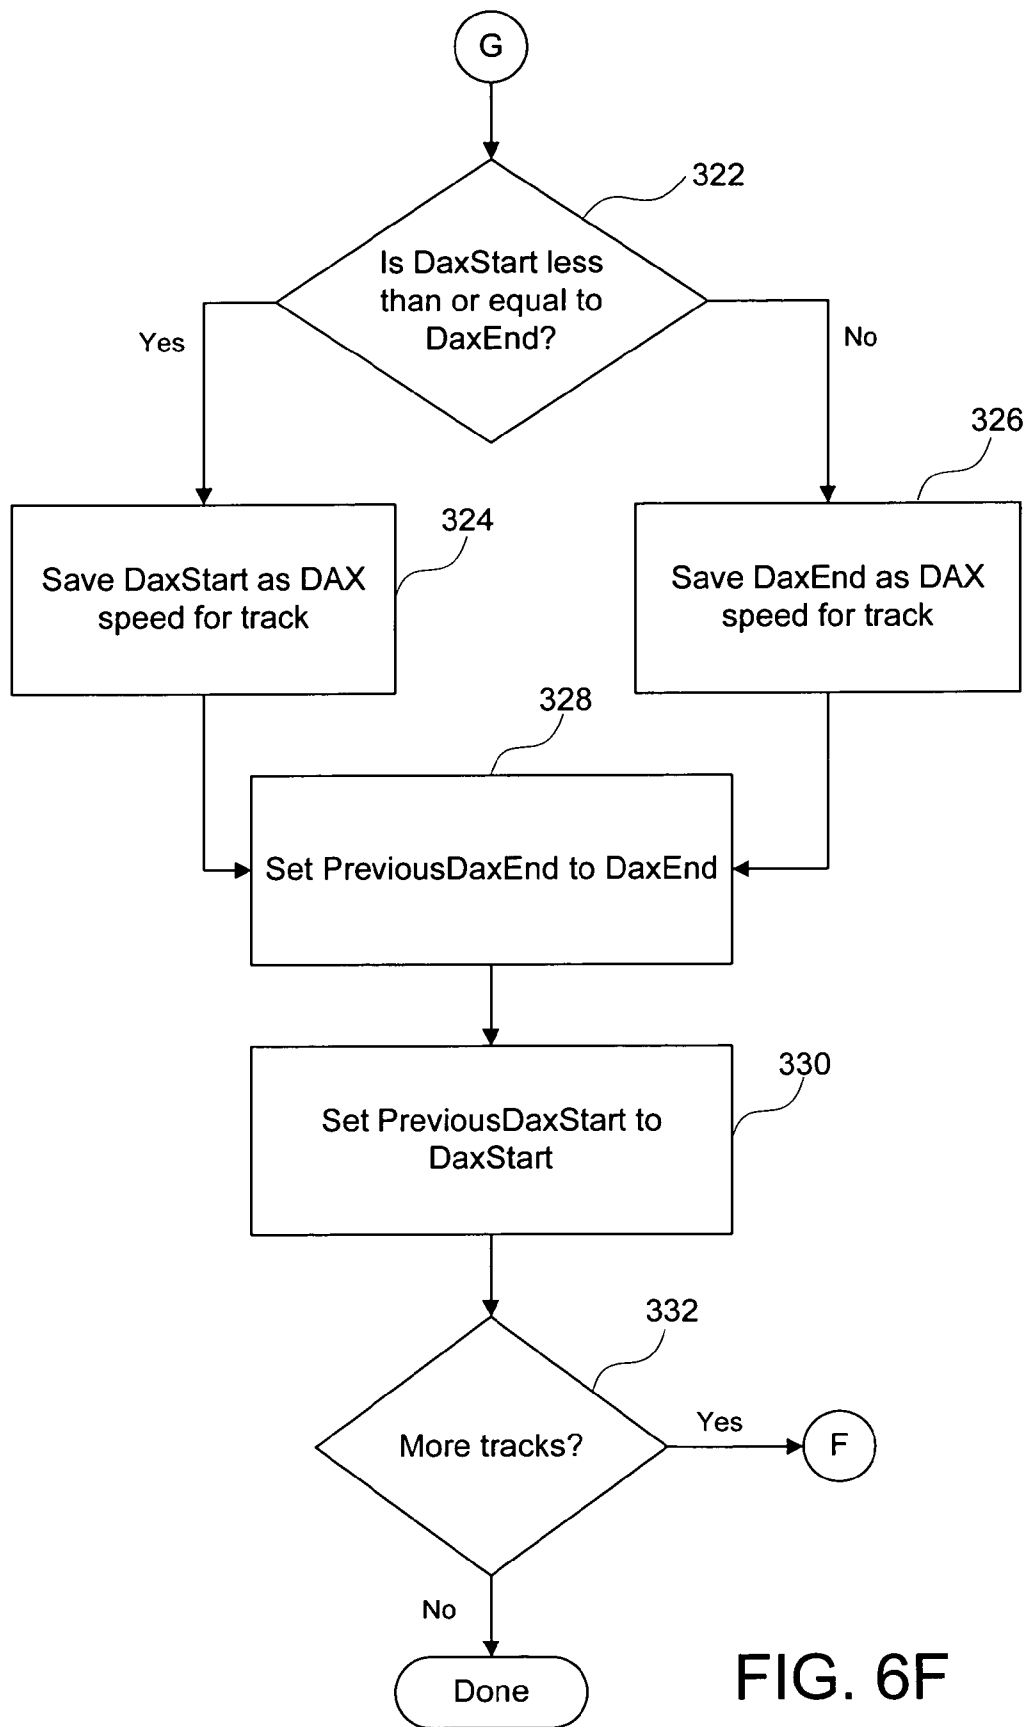 G
322
Is DaxStart less
than or equal to
DaxEnd?
Yes
No
326
324
Save DaxStart as DAX
speed for track
Save DaxEnd as DAX
speed for track
328
Set PreviousDaxEnd to DaxEnd
330
Set PreviousDaxStart to
DaxStart
332
More tracks?
Yes
F
No
Done
FIG. 6F